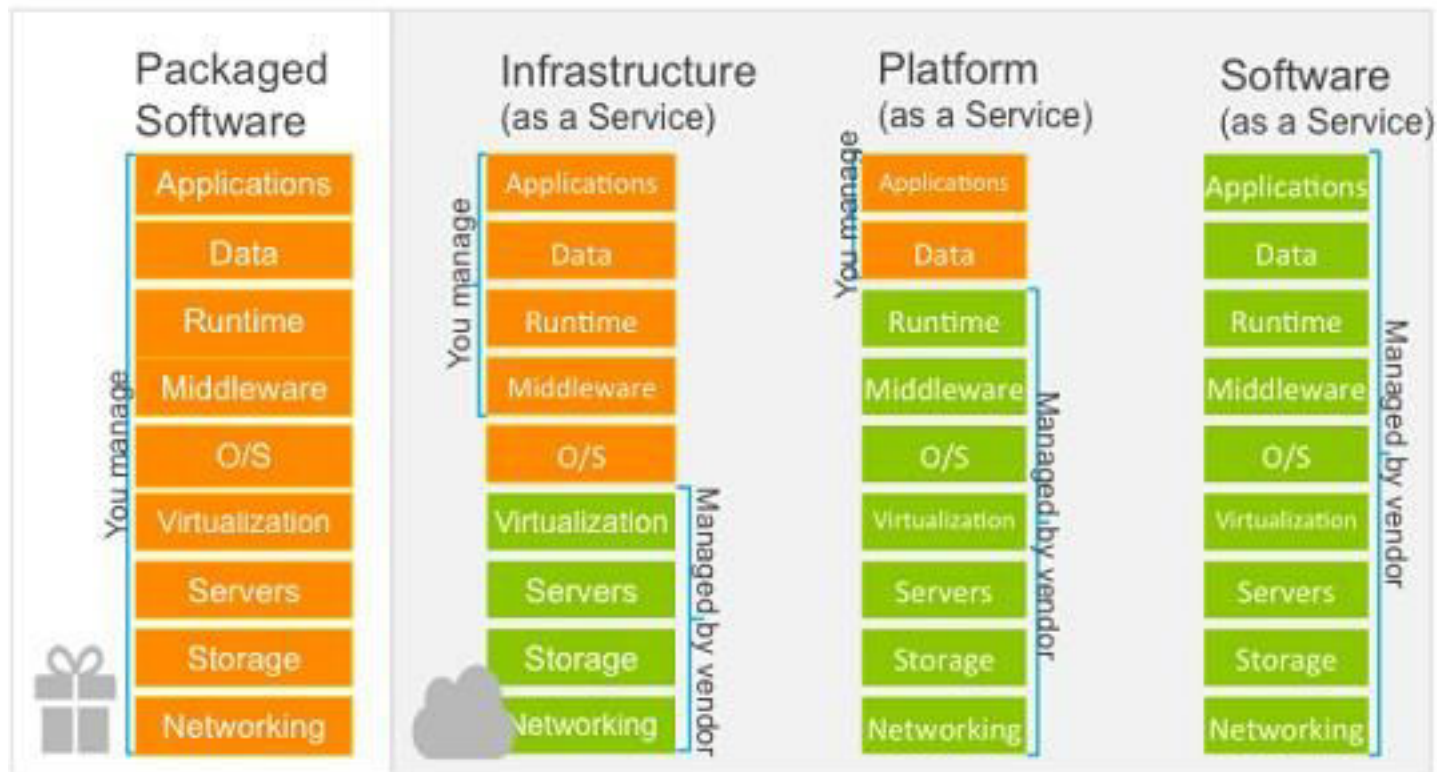 Packaged
Software
You manage
Applications
Data
Runtime
Middleware
O/S
Virtualization
Servers
Storage
Networking
Infrastructure
(as a Service)
You manage
Applications
Data
Runtime
Middleware
O/S
Virtualization
Servers
Storage
Networking
Managed by vendor
Platform
(as a Service)
You manage
Applications
Data
Runtime
Middleware
O/S
Virtualization
Servers
Storage
Networking
Managed by vendor
Software
(as a Service)
Applications
Data
Runtime
Middleware
O/S
Virtualization
Servers
Storage
Networking
Managed by vendor